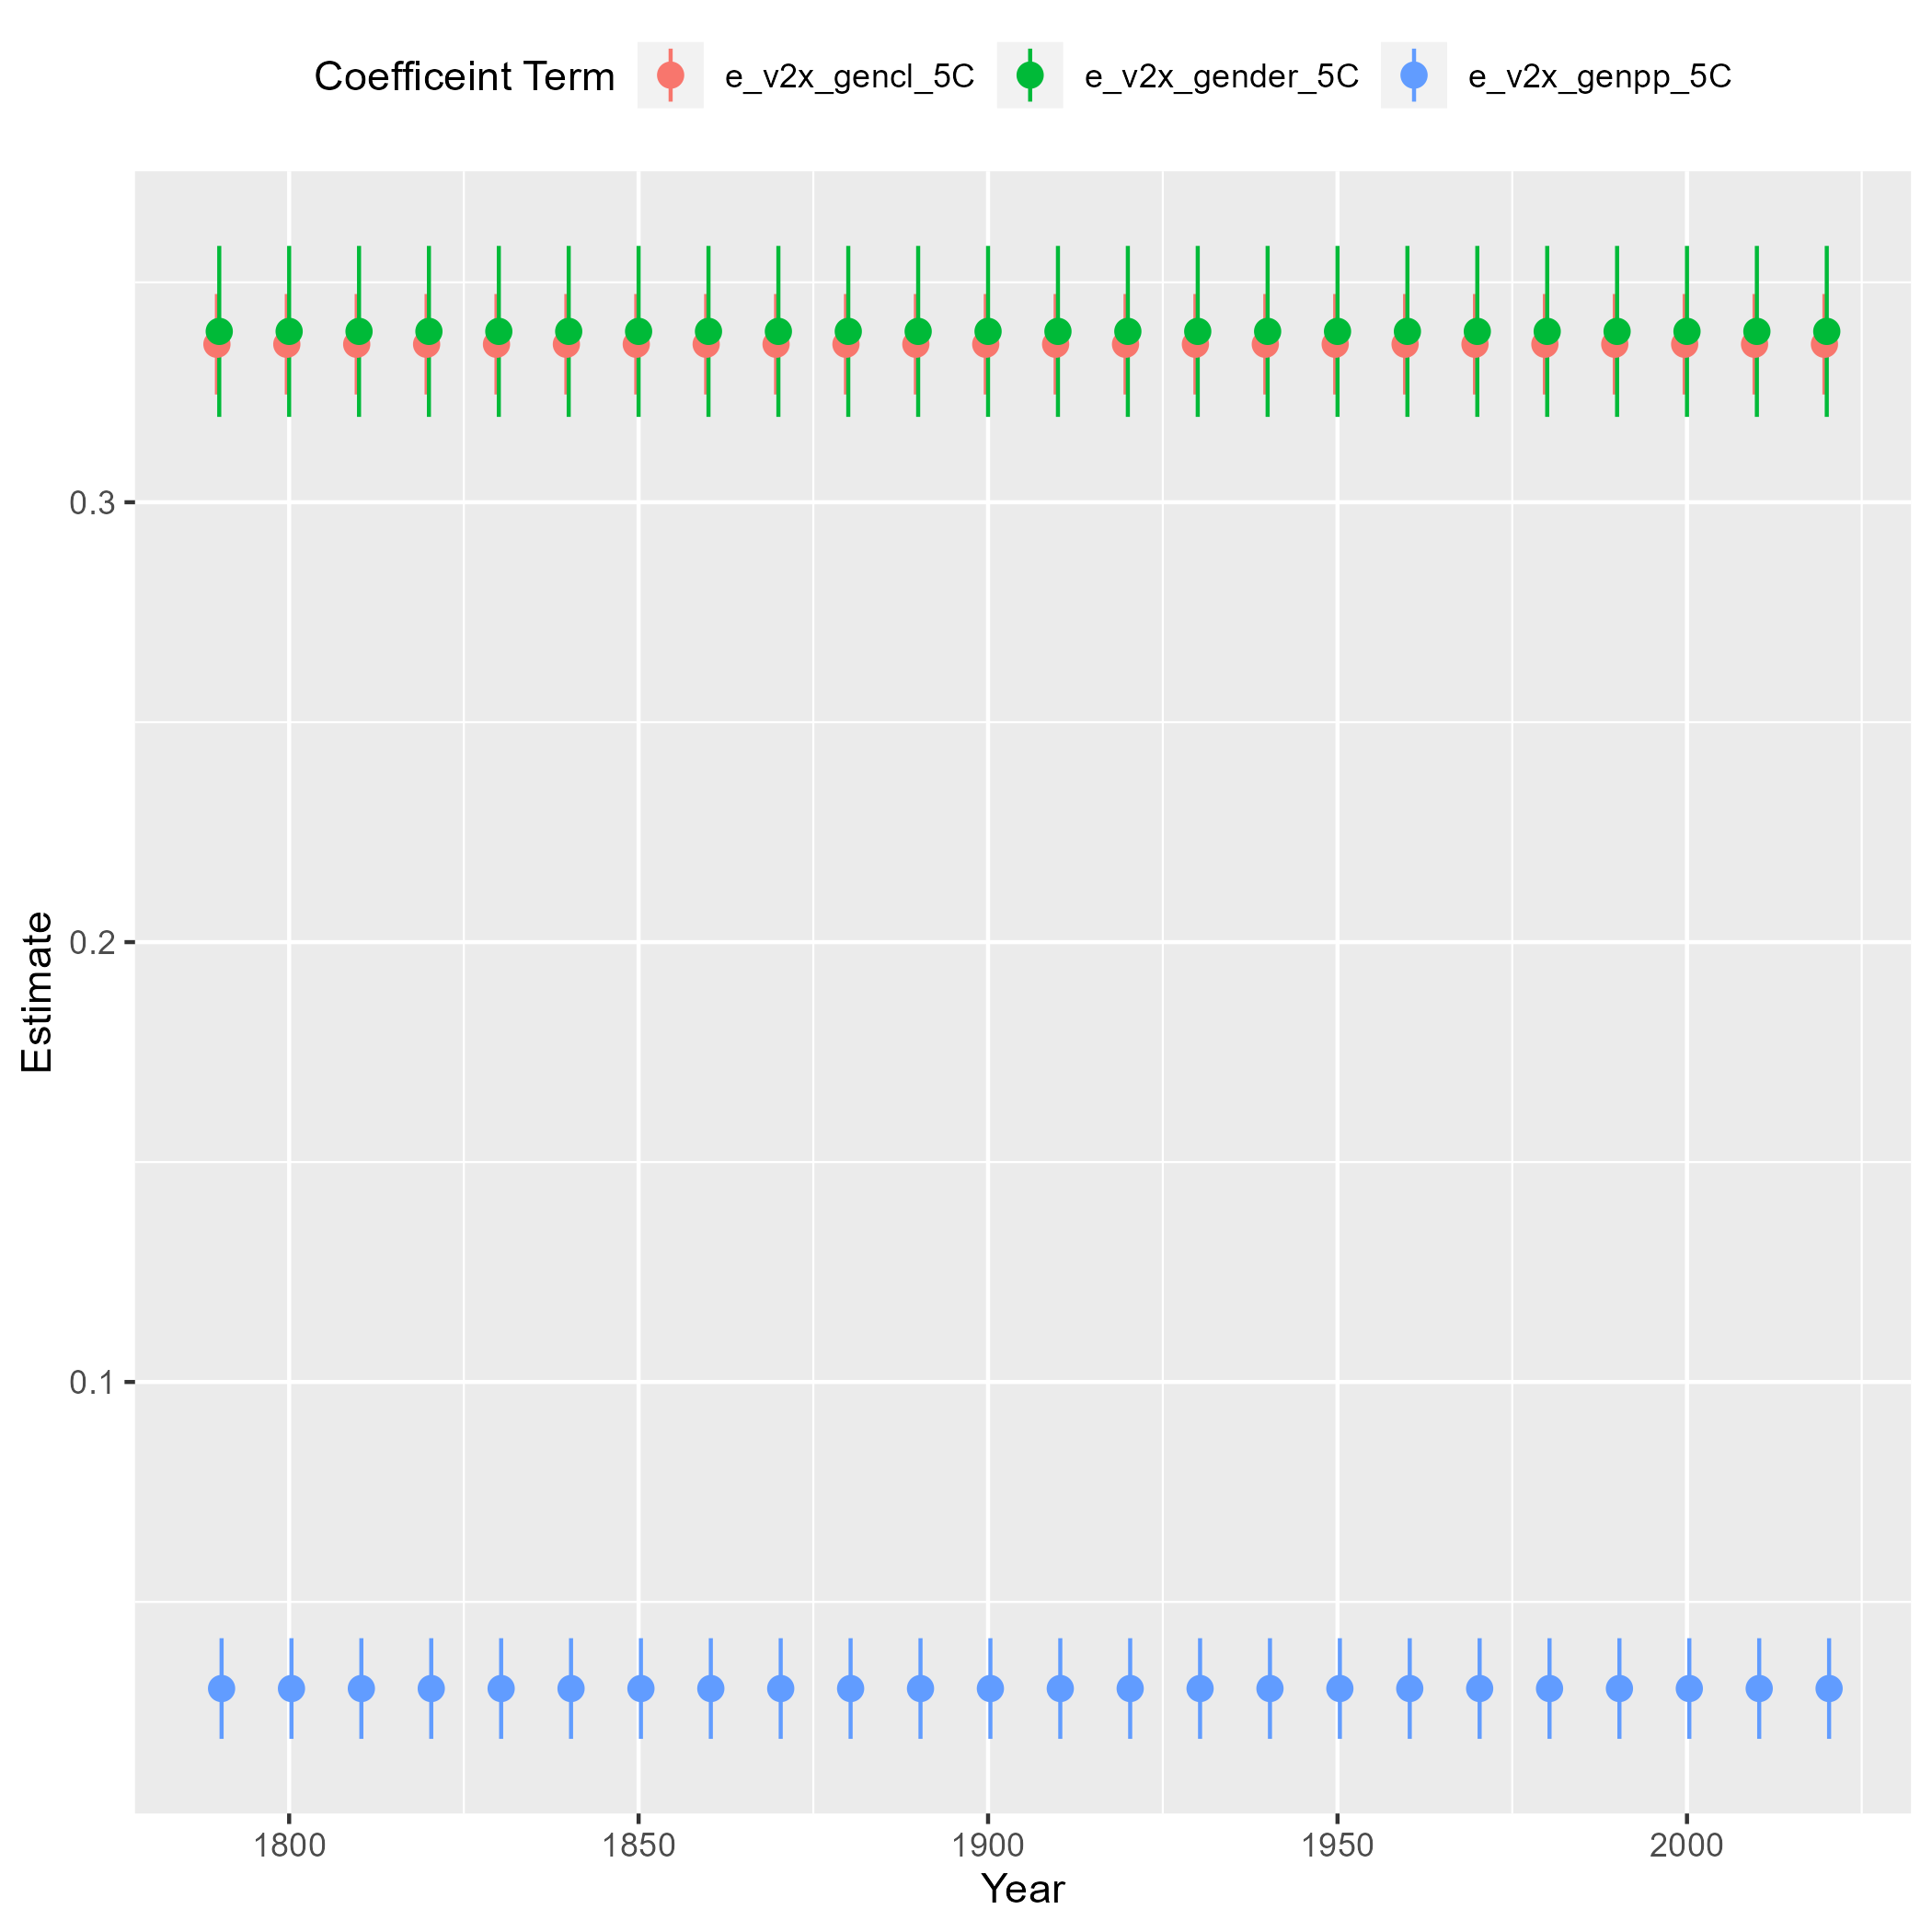 Coefficeint Term e_v2x_gencl_5C e_v2x_gender_5C e_v2x_genpp_5C
0.3
0.2
0.1
Estimate
1800 1850 1900 1950 2000
Year